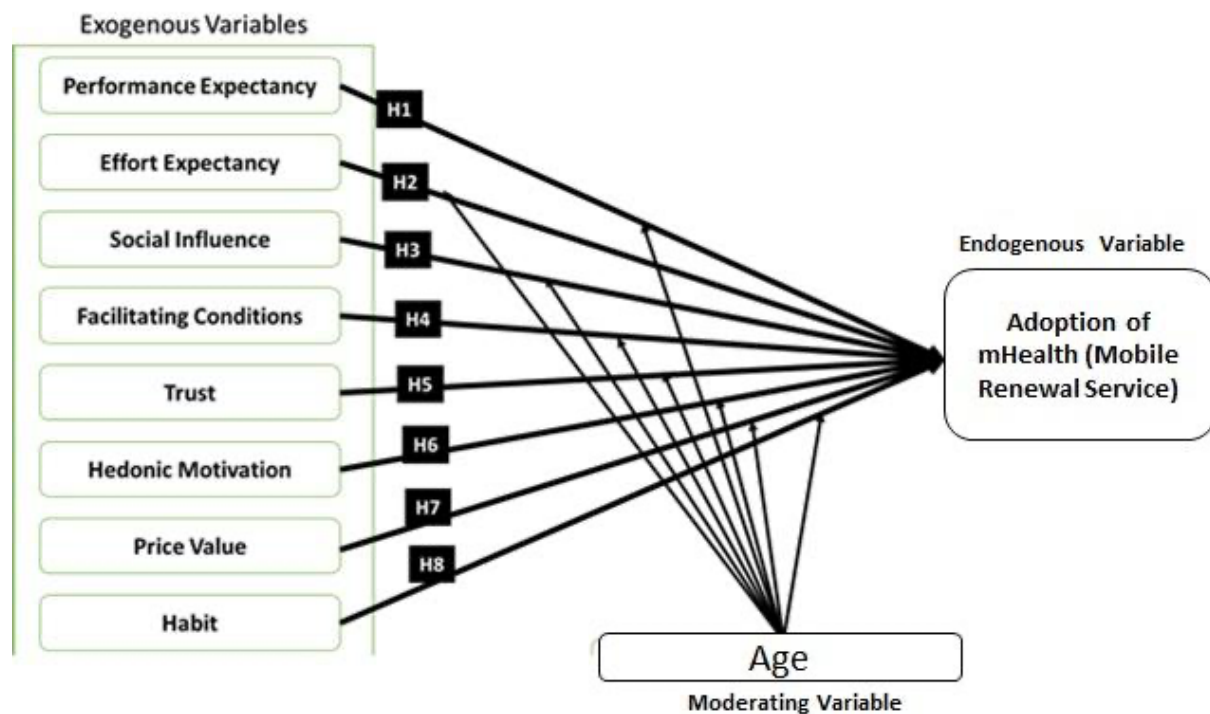 Exogenous Variables
Performance Expectancy
H1
Effort Expectancy
H2
Social Influence
H3
Facilitating Conditions
H4
Trust
H5
Hedonic Motivation
H6
Price Value
H7
Habit
H8
Endogenous Variable
Adoption of
mHealth (Mobile
Renewal Service)
Age
Moderating Variable